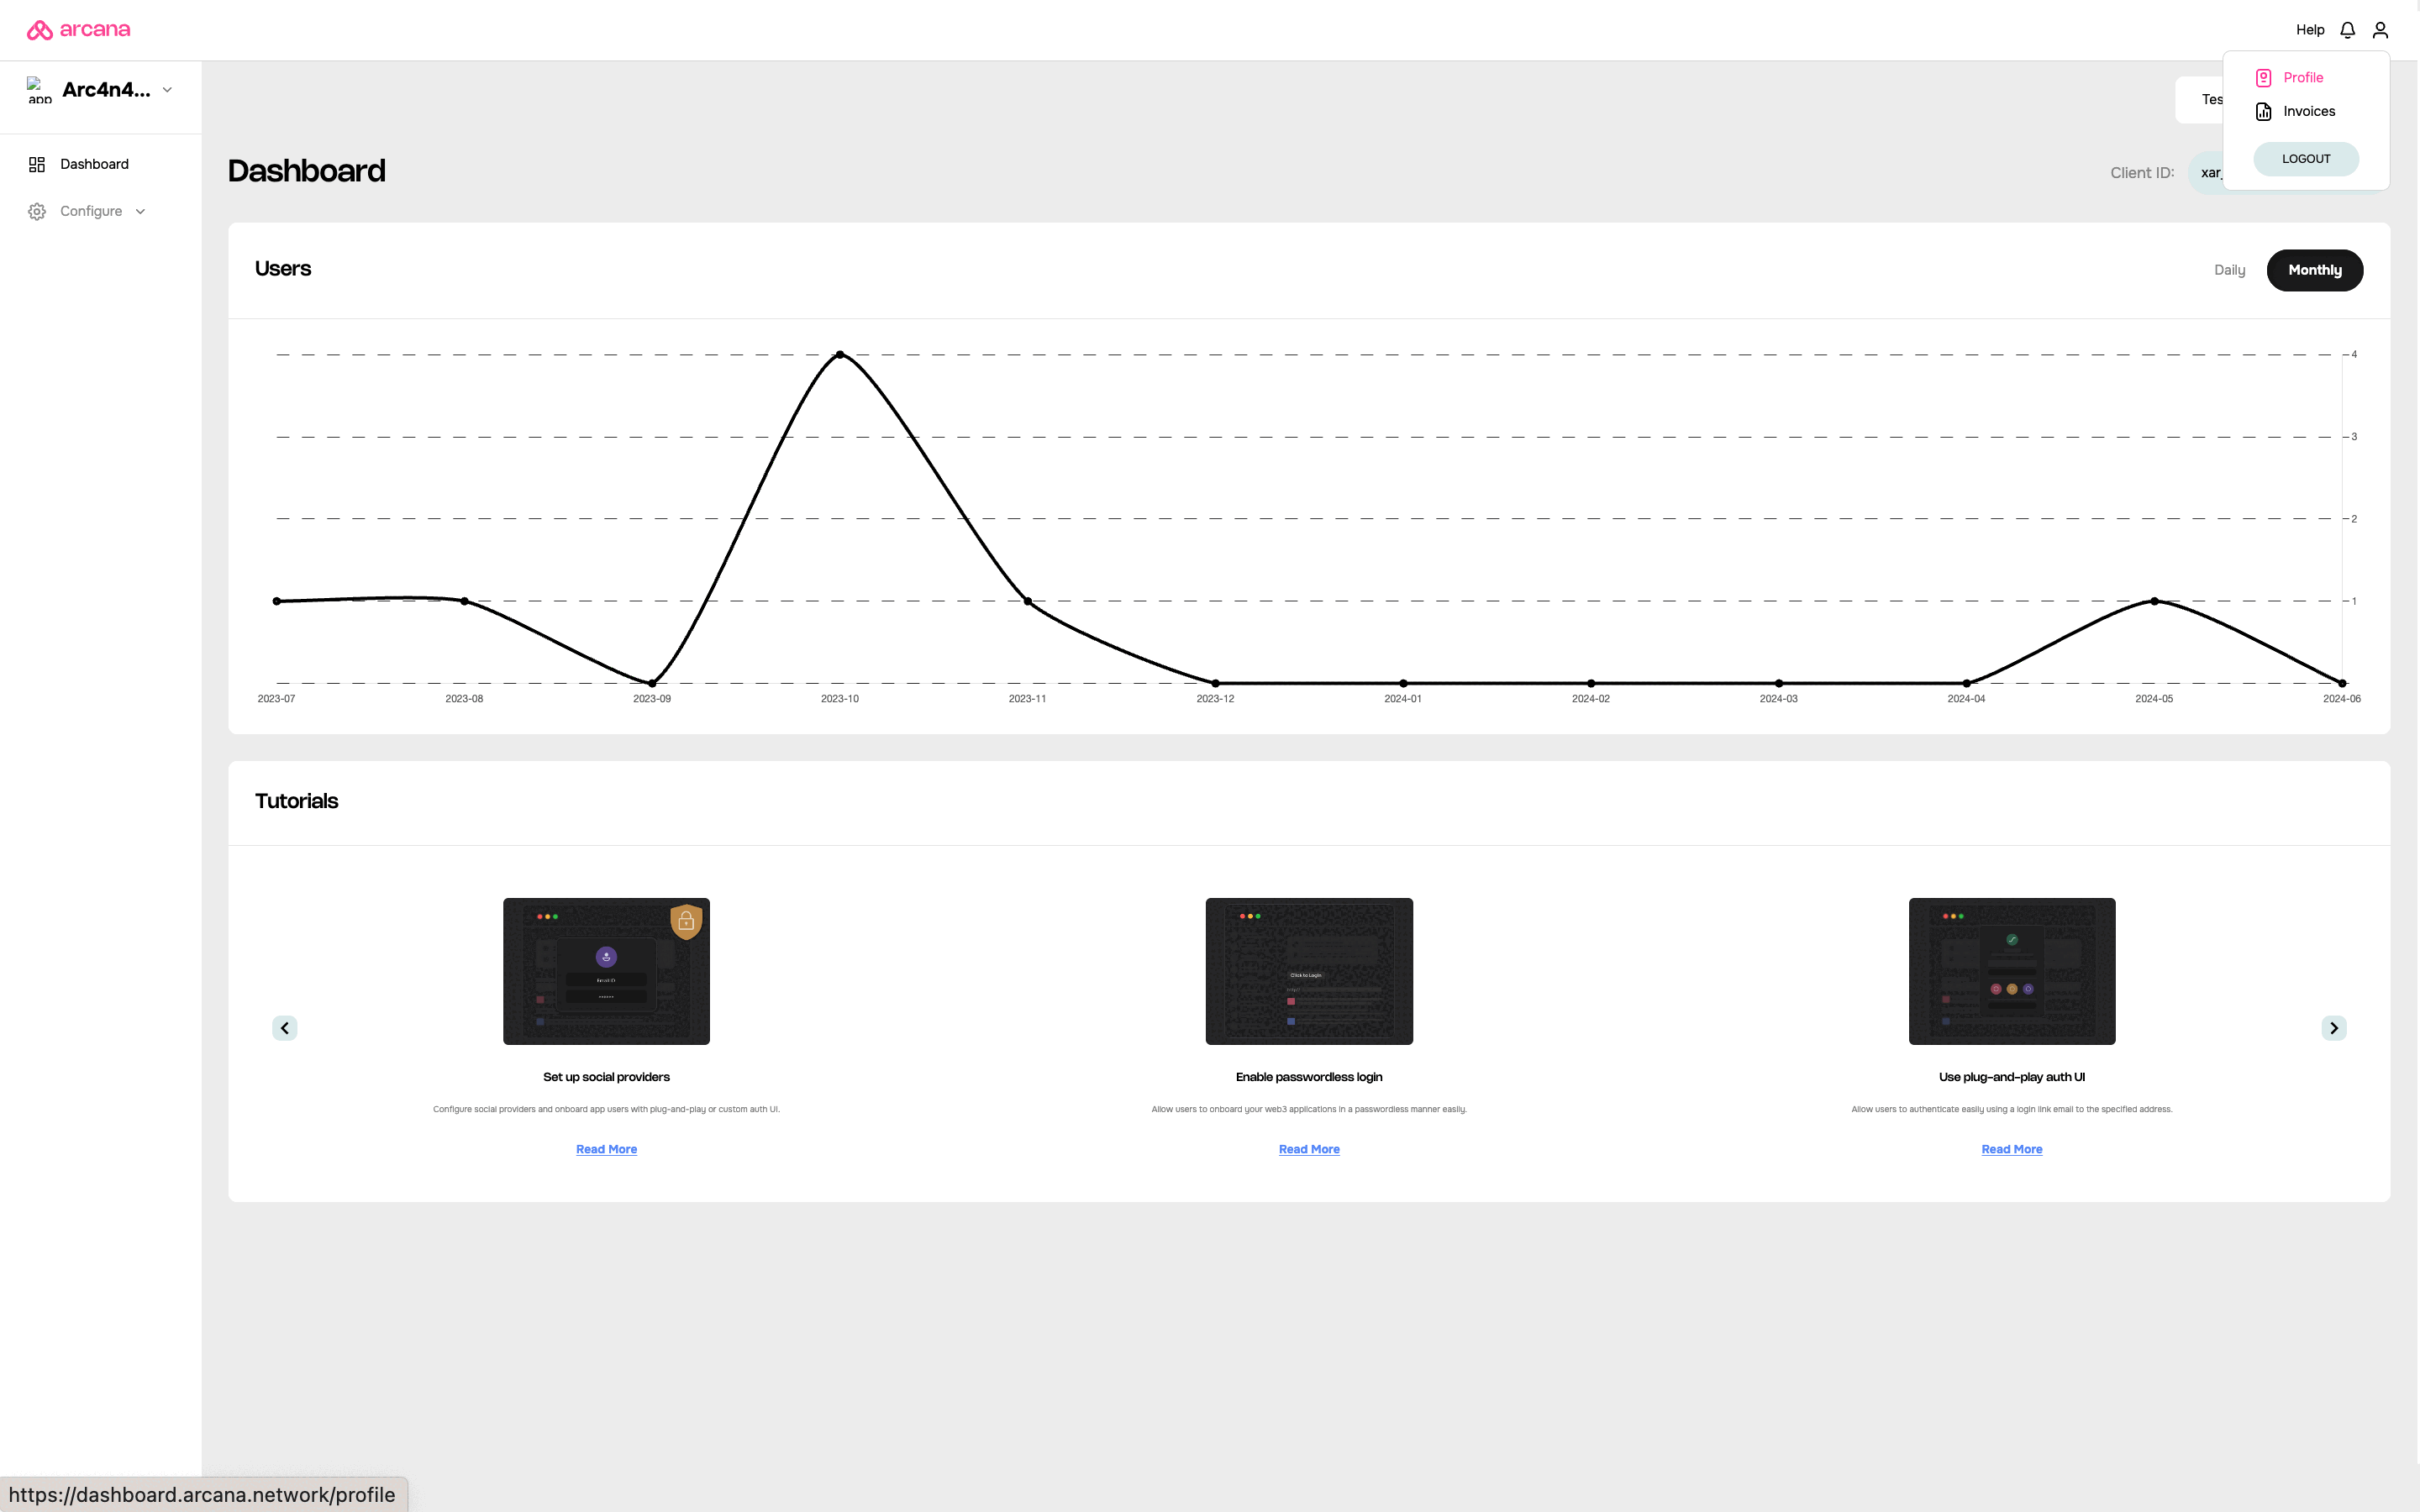 arcana
Help
app
Arc4n4...
Profile
Invoices
LOGOUT
Tes
Dashboard
Configure
Dashboard
Client ID:
xar_
Users
Daily
Monthly
4
3
2
1
2023-07
2023-08
2023-09
2023-10
2023-11
2023-12
2024-01
2024-02
2024-03
2024-04
2024-05
2024-06
Tutorials
Click to Login
Set up social providers
Configure social providers and onboard app users with plug-and-play or custom auth UI.
Read More
Enable passwordless login
Allow users to onboard your web3 applications in a passwordless manner easily.
Read More
Use plug-and-play auth UI
Allow users to authenticate easily using a login link email to the specified address.
Read More
https://dashboard.arcana.network/profile